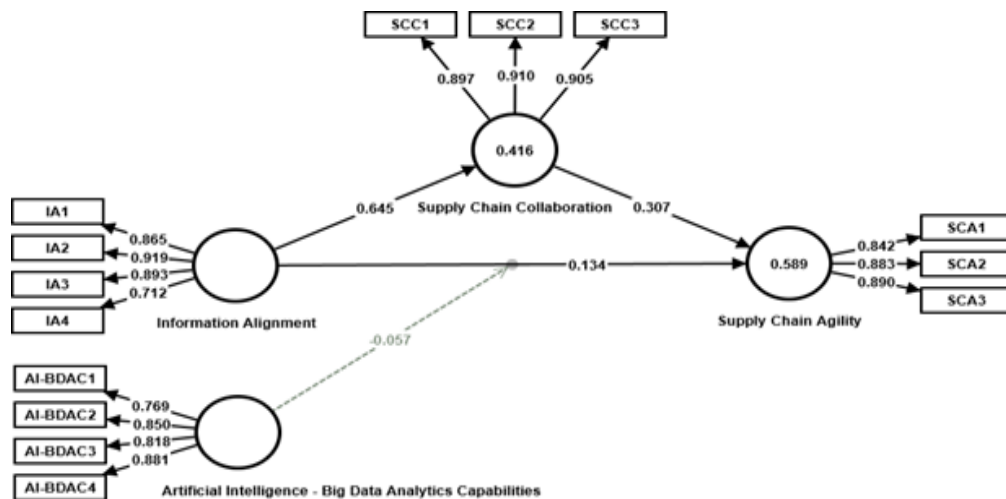 SCC1
SCC2
SCC3
0.897
0.910
0.905
0.416
Supply Chain Collaboration
0.645
0.307
IA1
IA2
IA3
IA4
0.865
0.919
0.893
0.712
Information Alignment
0.134
0.589
Supply Chain Agility
0.842
0.883
0.890
SCA1
SCA2
SCA3
-0.057
AI-BDAC1
AI-BDAC2
AI-BDAC3
AI-BDAC4
0.769
0.850
0.818
0.881
Artificial Intelligence - Big Data Analytics Capabilities